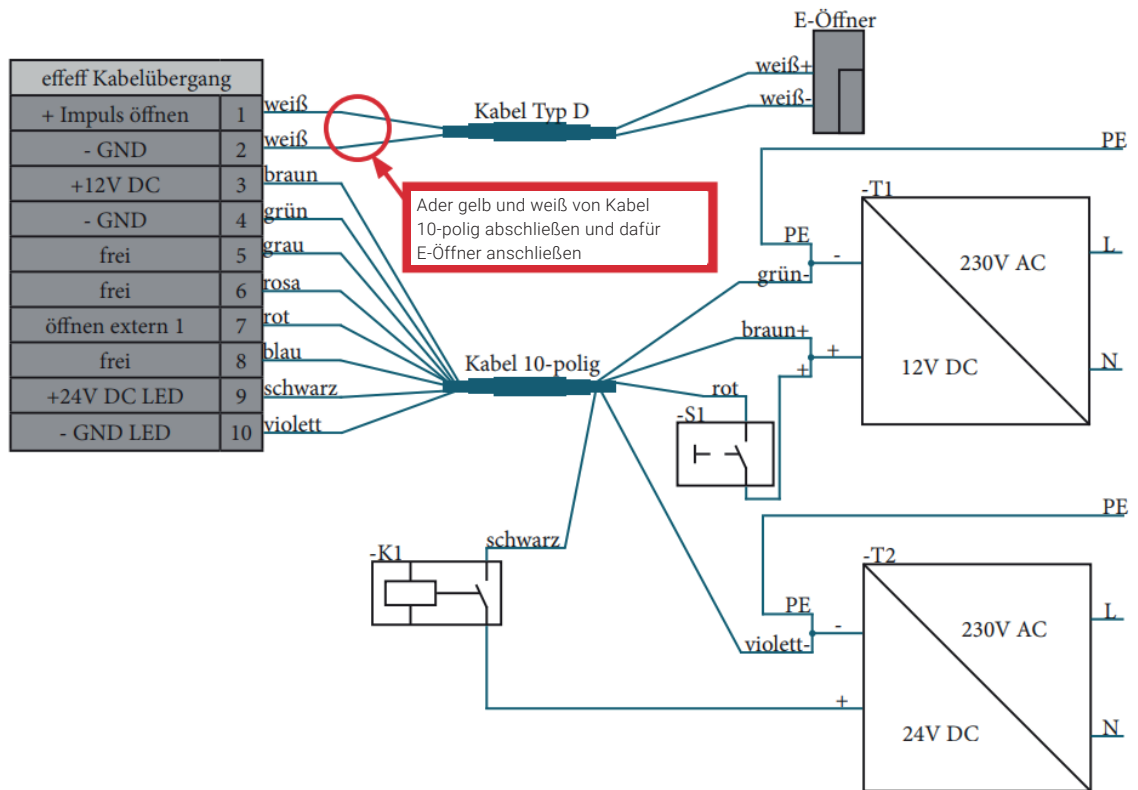 E-Öffner
weiß+
weiß-
Kabel Typ D
effeff Kabelübergang
+ Impuls öffnen 1 weiß
- GND 2 weiß
+12V DC 3 braun
- GND 4 grün
frei 5 grau
frei 6 rosa
öffnen extern 1 7 rot
frei 8 blau
+24V DC LED 9 schwarz
- GND LED 10 violett
Ader gelb und weiß von Kabel
10-polig abschließen und dafür
E-Öffner anschließen
Kabel 10-polig
PE
-T1
PE
-
grün-
230V AC
L
braun+
+
+
12V DC
N
rot
-S1
schwarz
-K1
PE
-T2
PE
-
violett-
230V AC
L
+
24V DC
N